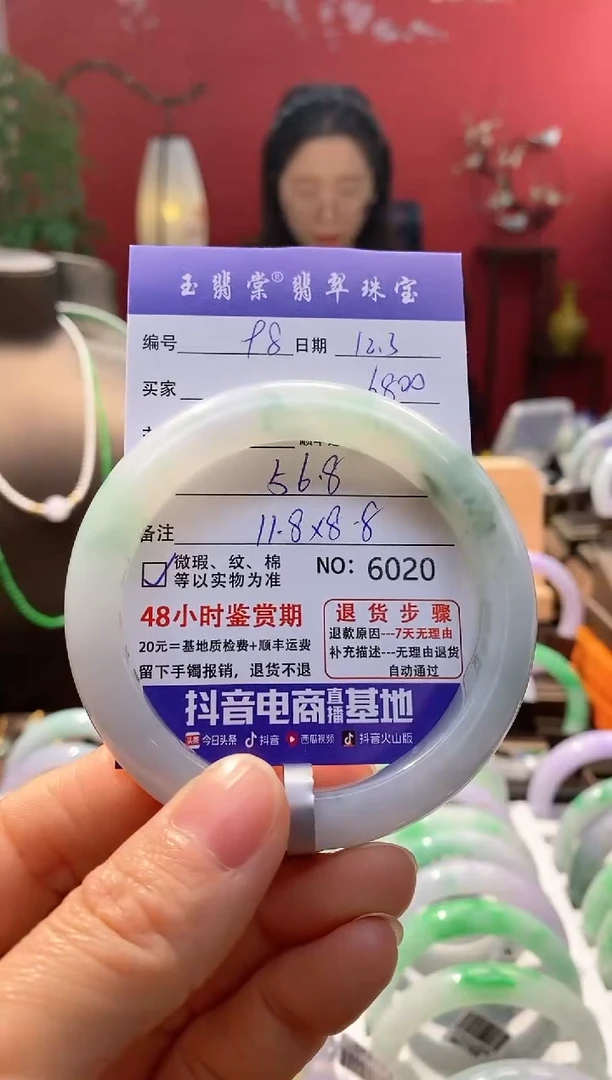 玉翡棠®翡翠珠宝
编号 98 日期 12.3
买家 6800
56.8
备注 11.8x8.8
微瑕、纹、棉
等以实物为准
NO: 6020
48小时鉴赏期
20元=基地质检费+顺丰运费
留下手镯报销，退货不退
退货步骤
退款原因---7天无理由
补充描述---无理由退货
自动通过
抖音电商直播基地
头条 今日头条 抖音 西瓜视频 抖音火山版